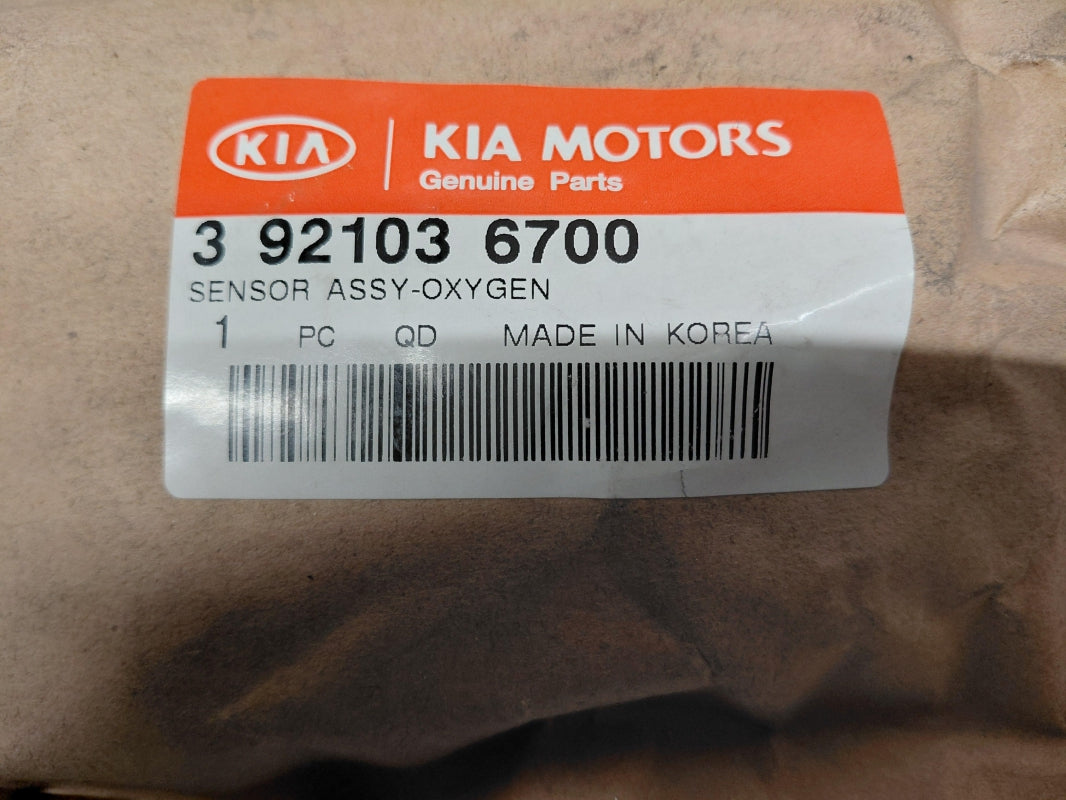 KIA
KIA MOTORS
Genuine Parts
3 92103 6700
SENSOR ASSY-OXYGEN
1 PC QD MADE IN KOREA